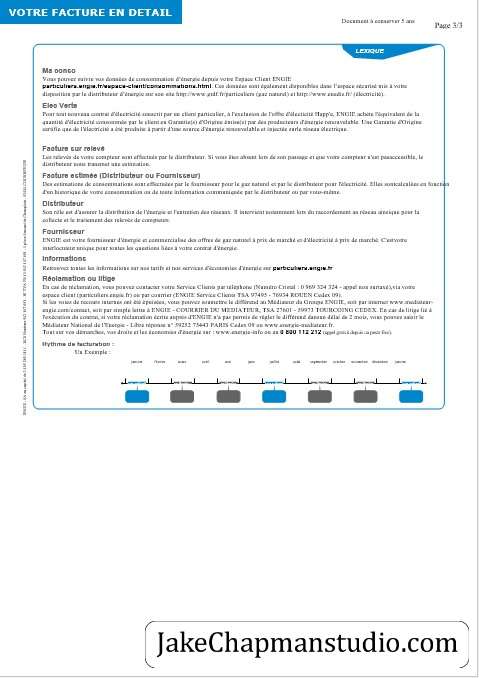 VOTRE FACTURE EN DETAIL
Document à conserver 5 ans
Page 3/3
LEXIQUE
Ma conso
Vous pouvez suivre vos données de consommation d'énergie depuis votre Espace Client ENGIE
particuliers.engie.fr/espace-client/consommations.html. Ces données sont également disponibles dans l'espace sécurisé mis à votre
disposition par le distributeur d'énergie sur son site http://www.grdf.fr/particuliers (gaz naturel) et http://www.enedis.fr/ (électricité).
Elec Verte
Pour tout nouveau contrat d'électricité souscrit par un client particulier, à l'exclusion de l'offre d'électicité Happ'e, ENGIE achète l'équivalent de la
quantité d'électricité consommée par le client en Garantie(s) d'Origine émise(s) par des producteurs d'énergie renouvelable. Une Garantie d'Origine
certifie que de l'électricité a été produite à partir d'une source d'énergie renouvelable et injectée surle réseau électrique.
Facture sur relevé
Les relevés de votre compteur sont effectués par le distributeur. Si vous êtes absent lors de son passage et que votre compteur n'est pasaccessible, le
distributeur peut transmet une estimation.
Facture estimée (Distributeur ou Fournisseur)
Des estimations de consommations sont effectuées par le fournisseur pour le gaz naturel et par le distributeur pour l'électricité. Elles sontcalculées en fonction
d'un historique de votre consommation ou de toute information communiquée par le distributeur ou par vous-même.
Distributeur
Son rôle est d'assurer la distribution de l'énergie et l'entretien des réseaux. Il intervient notamment lors du raccordement au réseau ainsique pour la
collecte et le traitement des relevés de compteurs.
Fournisseur
ENGIE est votre fournisseur d'énergie et commercialise des offres de gaz naturel à prix de marché et d'électricité à prix de marché. C'estvotre
interlocuteur unique pour toutes les questions liées à votre contrat d'énergie.
Informations
Retrouvez toutes les informations sur nos tarifs et nos services d'économies d'énergie sur particuliers.engie.fr
Réclamation ou litige
En cas de réclamation, vous pouvez contacter votre Service Clients par téléphone (Numéro Cristal : 0 969 324 324 - appel non surtaxé),via votre
espace client (particuliers.engie.fr) ou par courrier (ENGIE Service Clients TSA 97495 - 76934 ROUEN Cedex 09).
Si les voies de recours internes ont été épuisées, vous pouvez soumettre le différend au Médiateur du Groupe ENGIE, soit par internet www.mediateur-
engie.com/contact, soit par simple lettre à ENGIE - COURRIER DU MEDIATEUR, TSA 27601 - 59973 TOURCOING CEDEX. En cas de litige lié à
l'exécution du contrat, si votre réclamation écrite auprès d'ENGIE n'a pas permis de régler le différend dansun délai de 2 mois, vous pouvez saisir le
Médiateur National de l'Energie - Libre réponse n° 59252 75443 PARIS Cedex 09 ou www.energie-mediateur.fr.
Tout sur vos démarches, vos droits et les économies d'énergie sur : www.energie-info ou au 0 800 112 212 (appel gratuit depuis un poste fixe).
Rythme de facturation :
Un Exemple :
janvier février mars avril mai juin juillet août septembre octobre novembre décembre janvier
JakeChapmanstudio.com